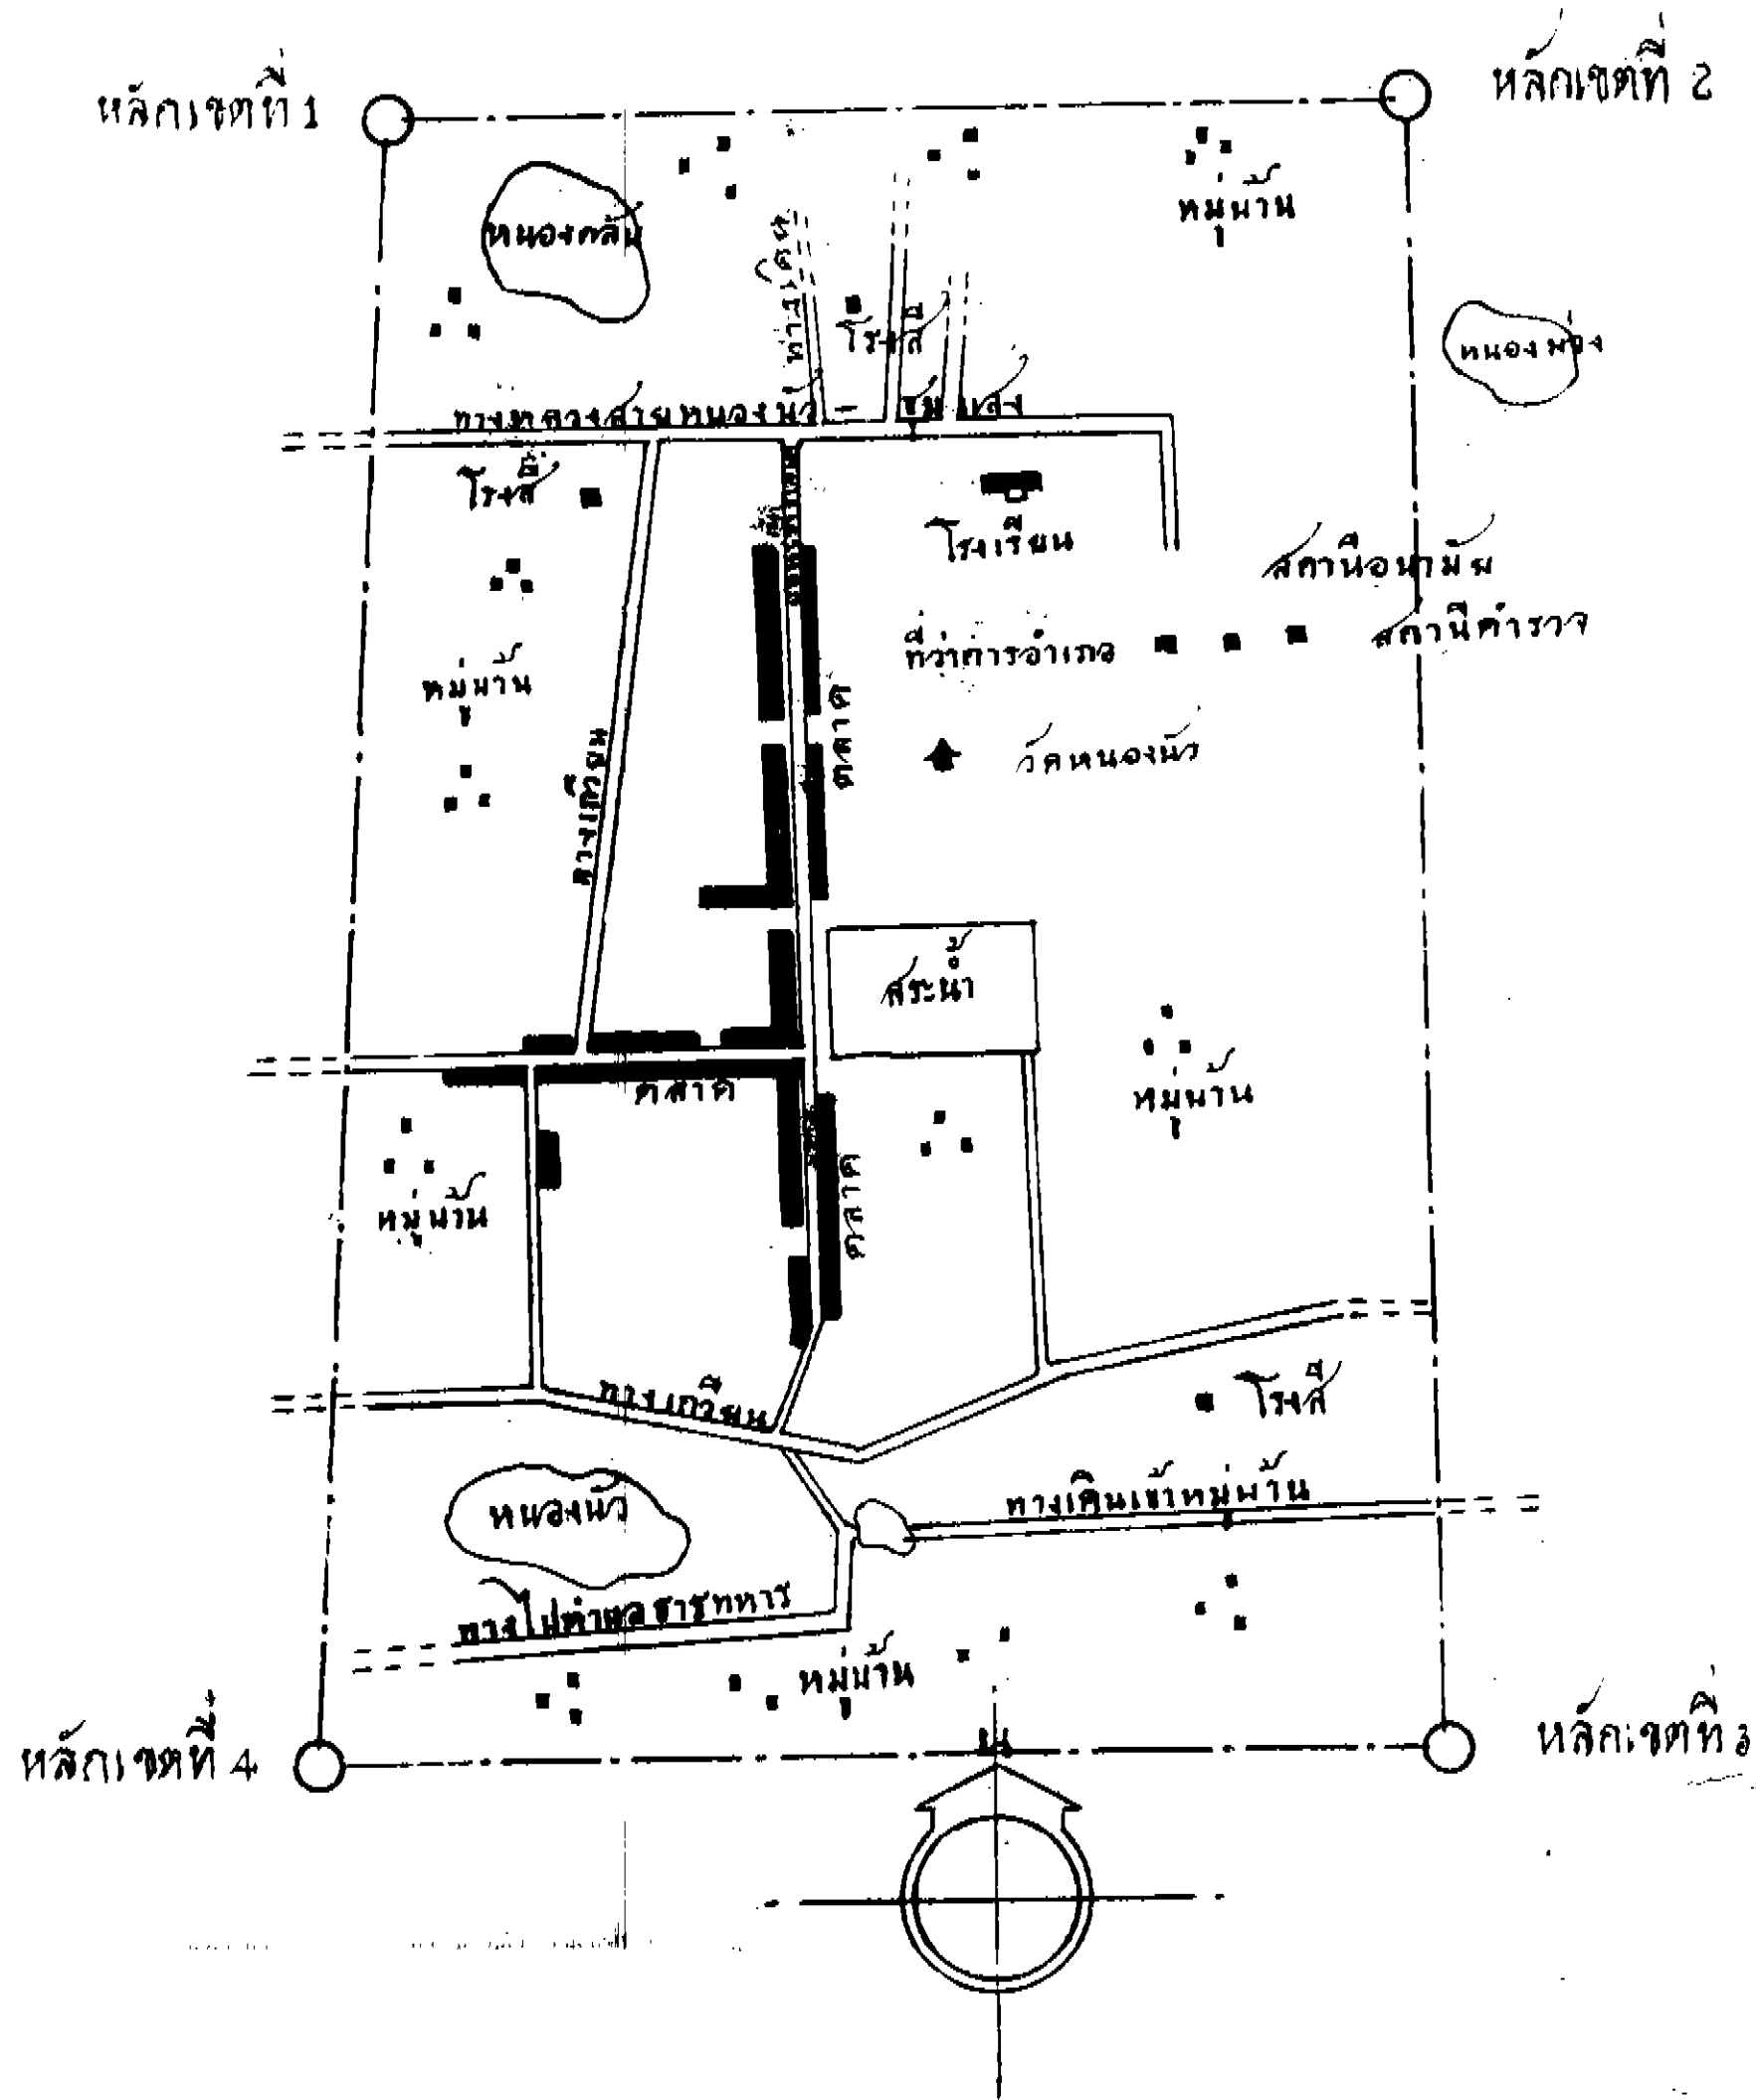 หลักเขตที่ 1
หลักเขตที่ 2
หมู่บ้าน
หนองกลับ
โรงสี
ทางหลวงสายหนองบัว - ชุมแสง
โรงสี
โรงเรียน
สถานีอนามัย
ที่ว่าการอำเภอ
สถานีตำรวจ
หมู่บ้าน
ตลาด
วัดหนองบัว
ทางเกวียน
สระน้ำ
หมู่บ้าน
ตลาด
หมู่บ้าน
ตลาด
ทางเกวียน
โรงสี
หนองบัว
ทางเดินเข้าหมู่บ้าน
ทางไปตำบลธารทหาร
หมู่บ้าน
หลักเขตที่ 4
หลักเขตที่ 3
น